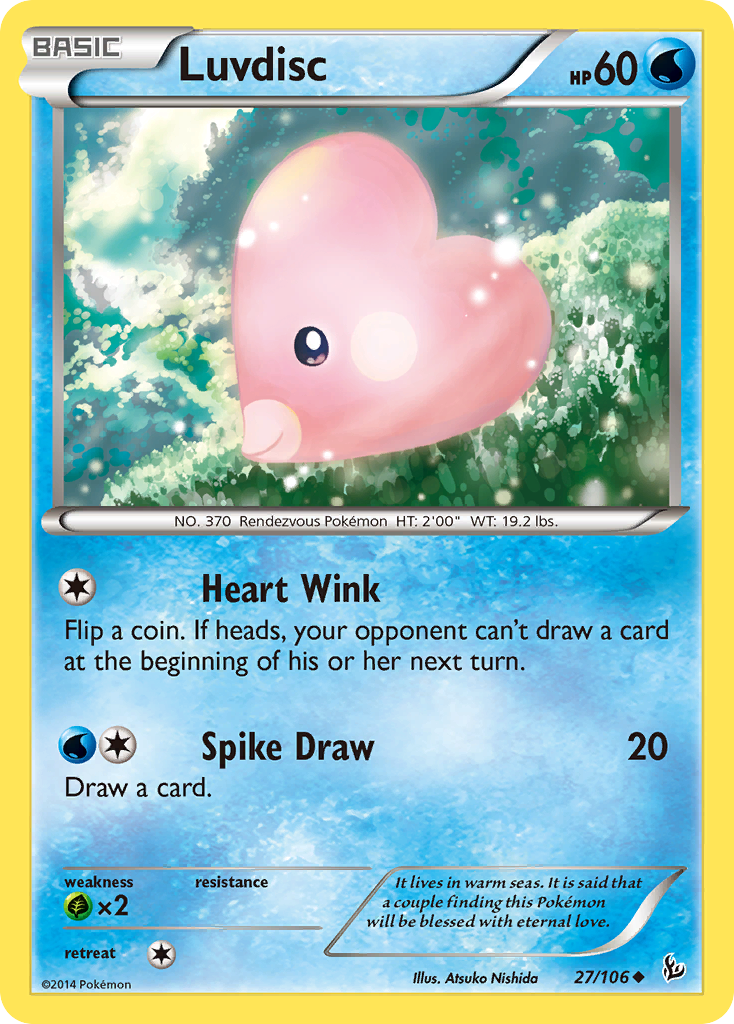 BASIC
Luvdisc
HP60
NO. 370 Rendezvous Pokémon HT: 2'00" WT: 19.2 lbs.
Heart Wink
Flip a coin. If heads, your opponent can't draw a card
at the beginning of his or her next turn.
Spike Draw 20
Draw a card.
weakness resistance
×2
It lives in warm seas. It is said that
a couple finding this Pokémon
will be blessed with eternal love.
retreat
©2014 Pokémon
Illus. Atsuko Nishida 27/106